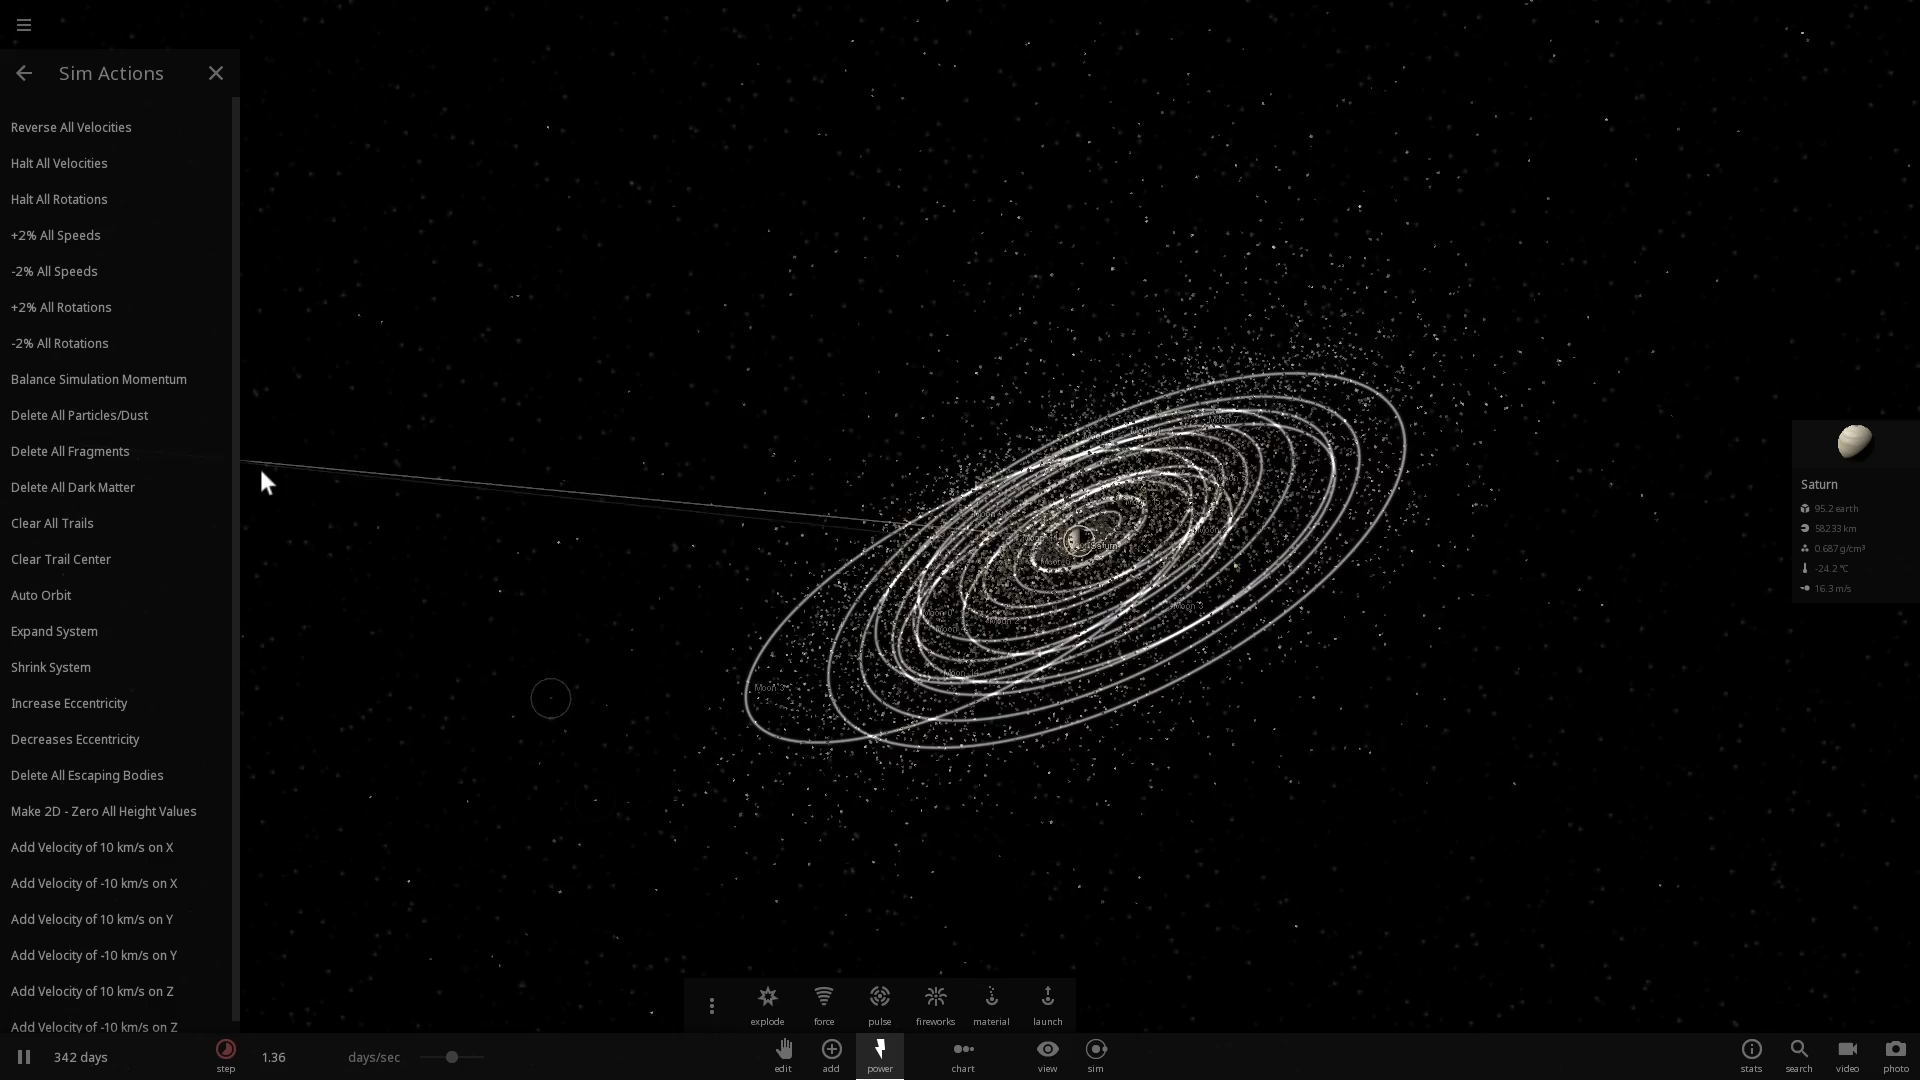 Sim Actions
Reverse All Velocities
Halt All Velocities
Halt All Rotations
+2% All Speeds
-2% All Speeds
+2% All Rotations
-2% All Rotations
Balance Simulation Momentum
Delete All Particles/Dust
Delete All Fragments
Delete All Dark Matter
Clear All Trails
Clear Trail Center
Auto Orbit
Expand System
Shrink System
Increase Eccentricity
Decreases Eccentricity
Delete All Escaping Bodies
Make 2D - Zero All Height Values
Add Velocity of 10 km/s on X
Add Velocity of -10 km/s on X
Add Velocity of 10 km/s on Y
Add Velocity of -10 km/s on Y
Add Velocity of 10 km/s on Z
Add Velocity of -10 km/s on Z
Saturn
Moon 3
Saturn
95.2 earth
58233 km
0.687 g/cm³
-24.2 °C
16.3 m/s
explode
force
pulse
fireworks
material
launch
342 days
step
1.36
days/sec
edit
add
power
chart
view
sim
stats
search
video
photo